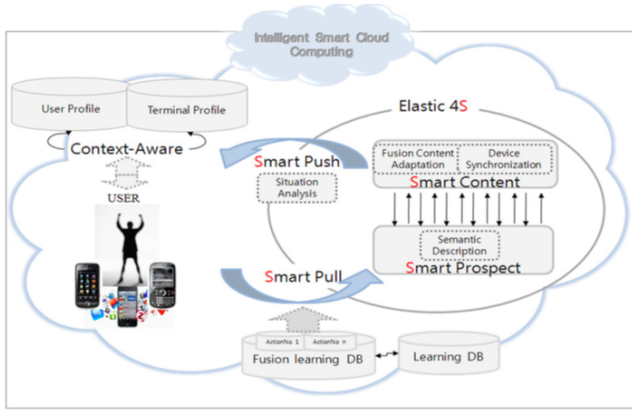 Intelligent Smart Cloud
Computing
User Profile
Terminal Profile
Context-Aware
USER
Elastic 4S
Smart Push
Situation
Analysis
Fusion Content
Adaptation
Device
Synchronization
Smart Content
Semantic
Description
Smart Prospect
Smart Pull
ActionNo 1
ActionNo n
Fusion learning DB
Learning DB